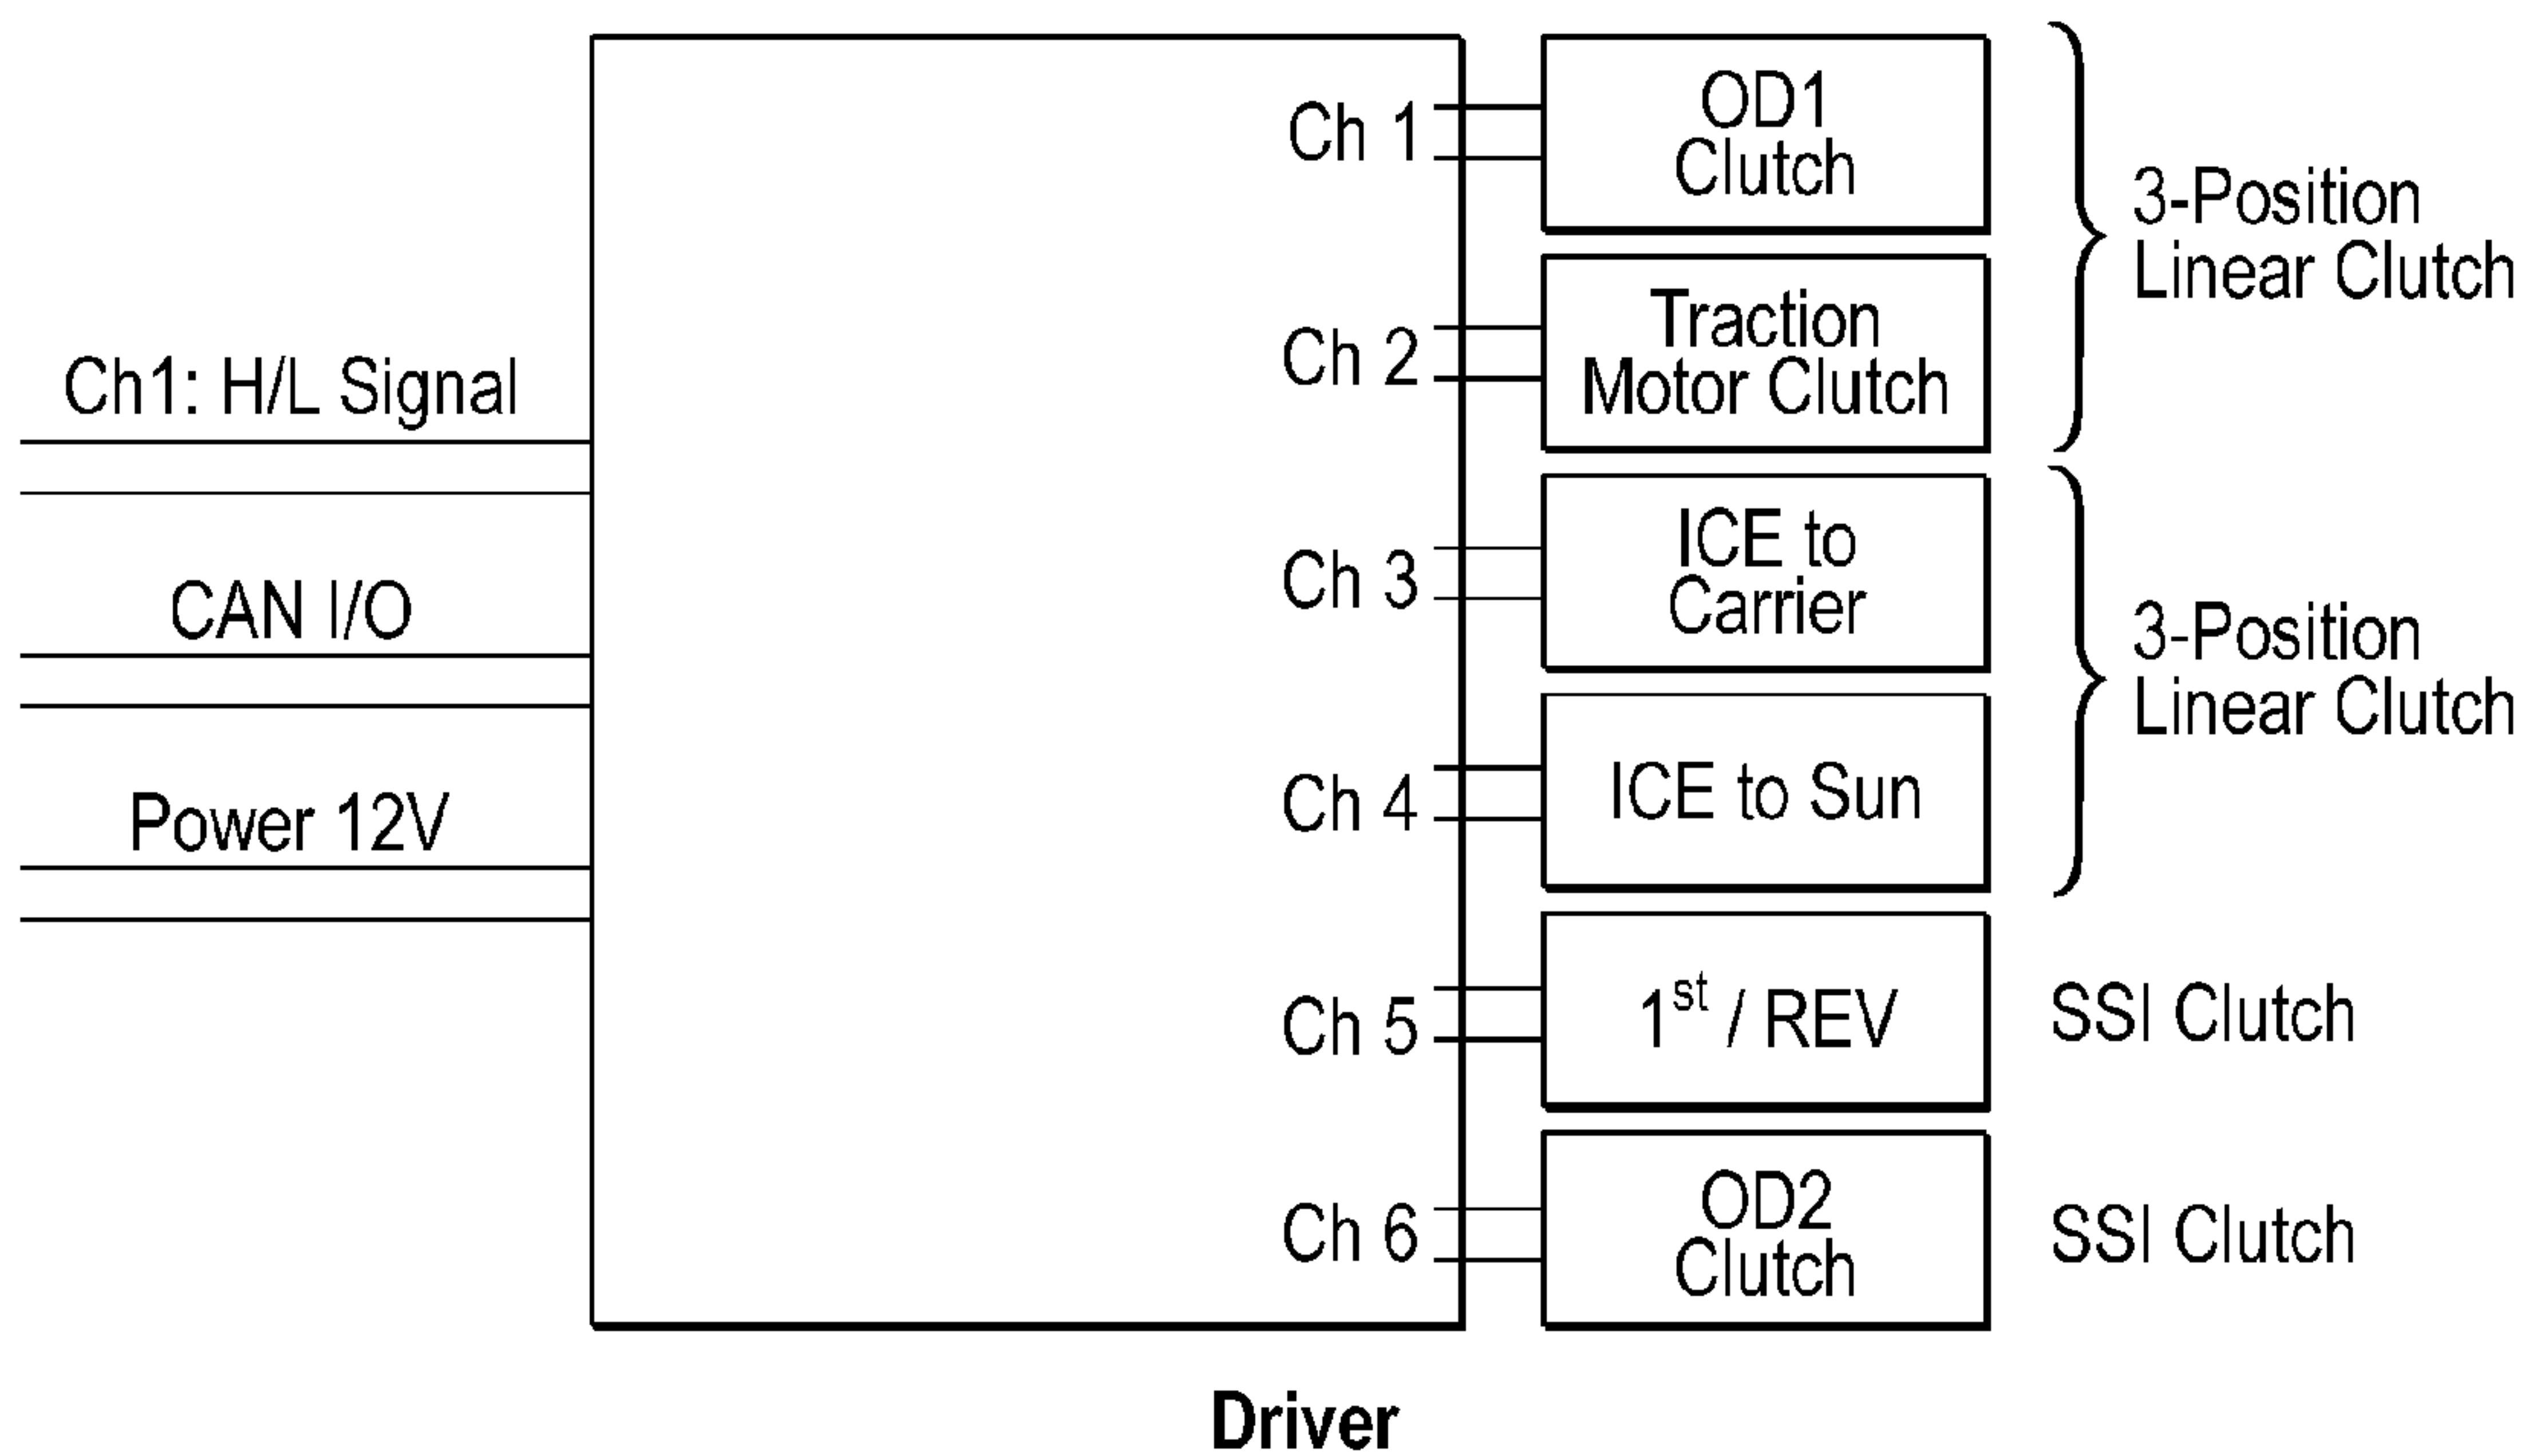 Ch1: H/L Signal
CAN I/O
Power 12V
Ch 1
Ch 2
Ch 3
Ch 4
Ch 5
Ch 6
OD1
Clutch
Traction
Motor Clutch
ICE to
Carrier
ICE to Sun
1st / REV
OD2
Clutch
3-Position
Linear Clutch
3-Position
Linear Clutch
SSI Clutch
SSI Clutch
Driver